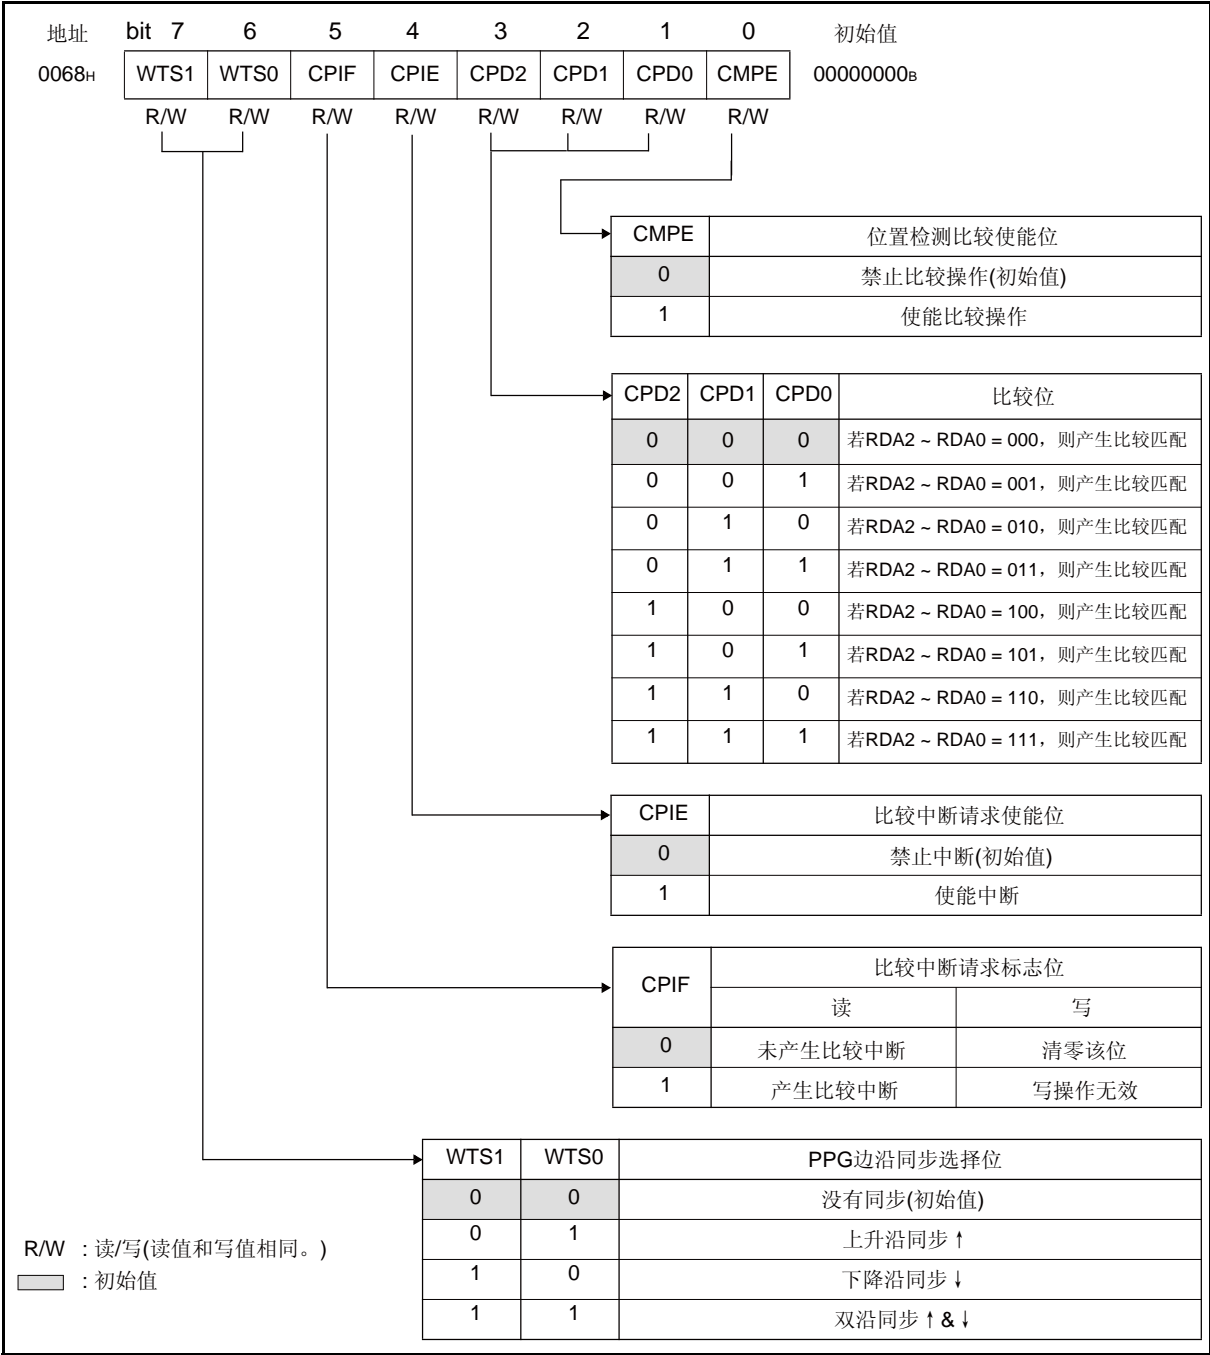 地址 bit 7 6 5 4 3 2 1 0 初始值
0068H WTS1 WTS0 CPIF CPIE CPD2 CPD1 CPD0 CMPE 00000000B
R/W R/W R/W R/W R/W R/W R/W R/W
CMPE 位置检测比较使能位
0 禁止比较操作(初始值)
1 使能比较操作
CPD2 CPD1 CPD0 比较位
0 0 0 若RDA2 ~ RDA0 = 000，则产生比较匹配
0 0 1 若RDA2 ~ RDA0 = 001，则产生比较匹配
0 1 0 若RDA2 ~ RDA0 = 010，则产生比较匹配
0 1 1 若RDA2 ~ RDA0 = 011，则产生比较匹配
1 0 0 若RDA2 ~ RDA0 = 100，则产生比较匹配
1 0 1 若RDA2 ~ RDA0 = 101，则产生比较匹配
1 1 0 若RDA2 ~ RDA0 = 110，则产生比较匹配
1 1 1 若RDA2 ~ RDA0 = 111，则产生比较匹配
CPIE 比较中断请求使能位
0 禁止中断(初始值)
1 使能中断
CPIF 比较中断请求标志位
读 写
0 未产生比较中断 清零该位
1 产生比较中断 写操作无效
WTS1 WTS0 PPG边沿同步选择位
0 0 没有同步(初始值)
0 1 上升沿同步↑
1 0 下降沿同步↓
1 1 双沿同步↑&↓
R/W : 读/写(读值和写值相同。)
: 初始值